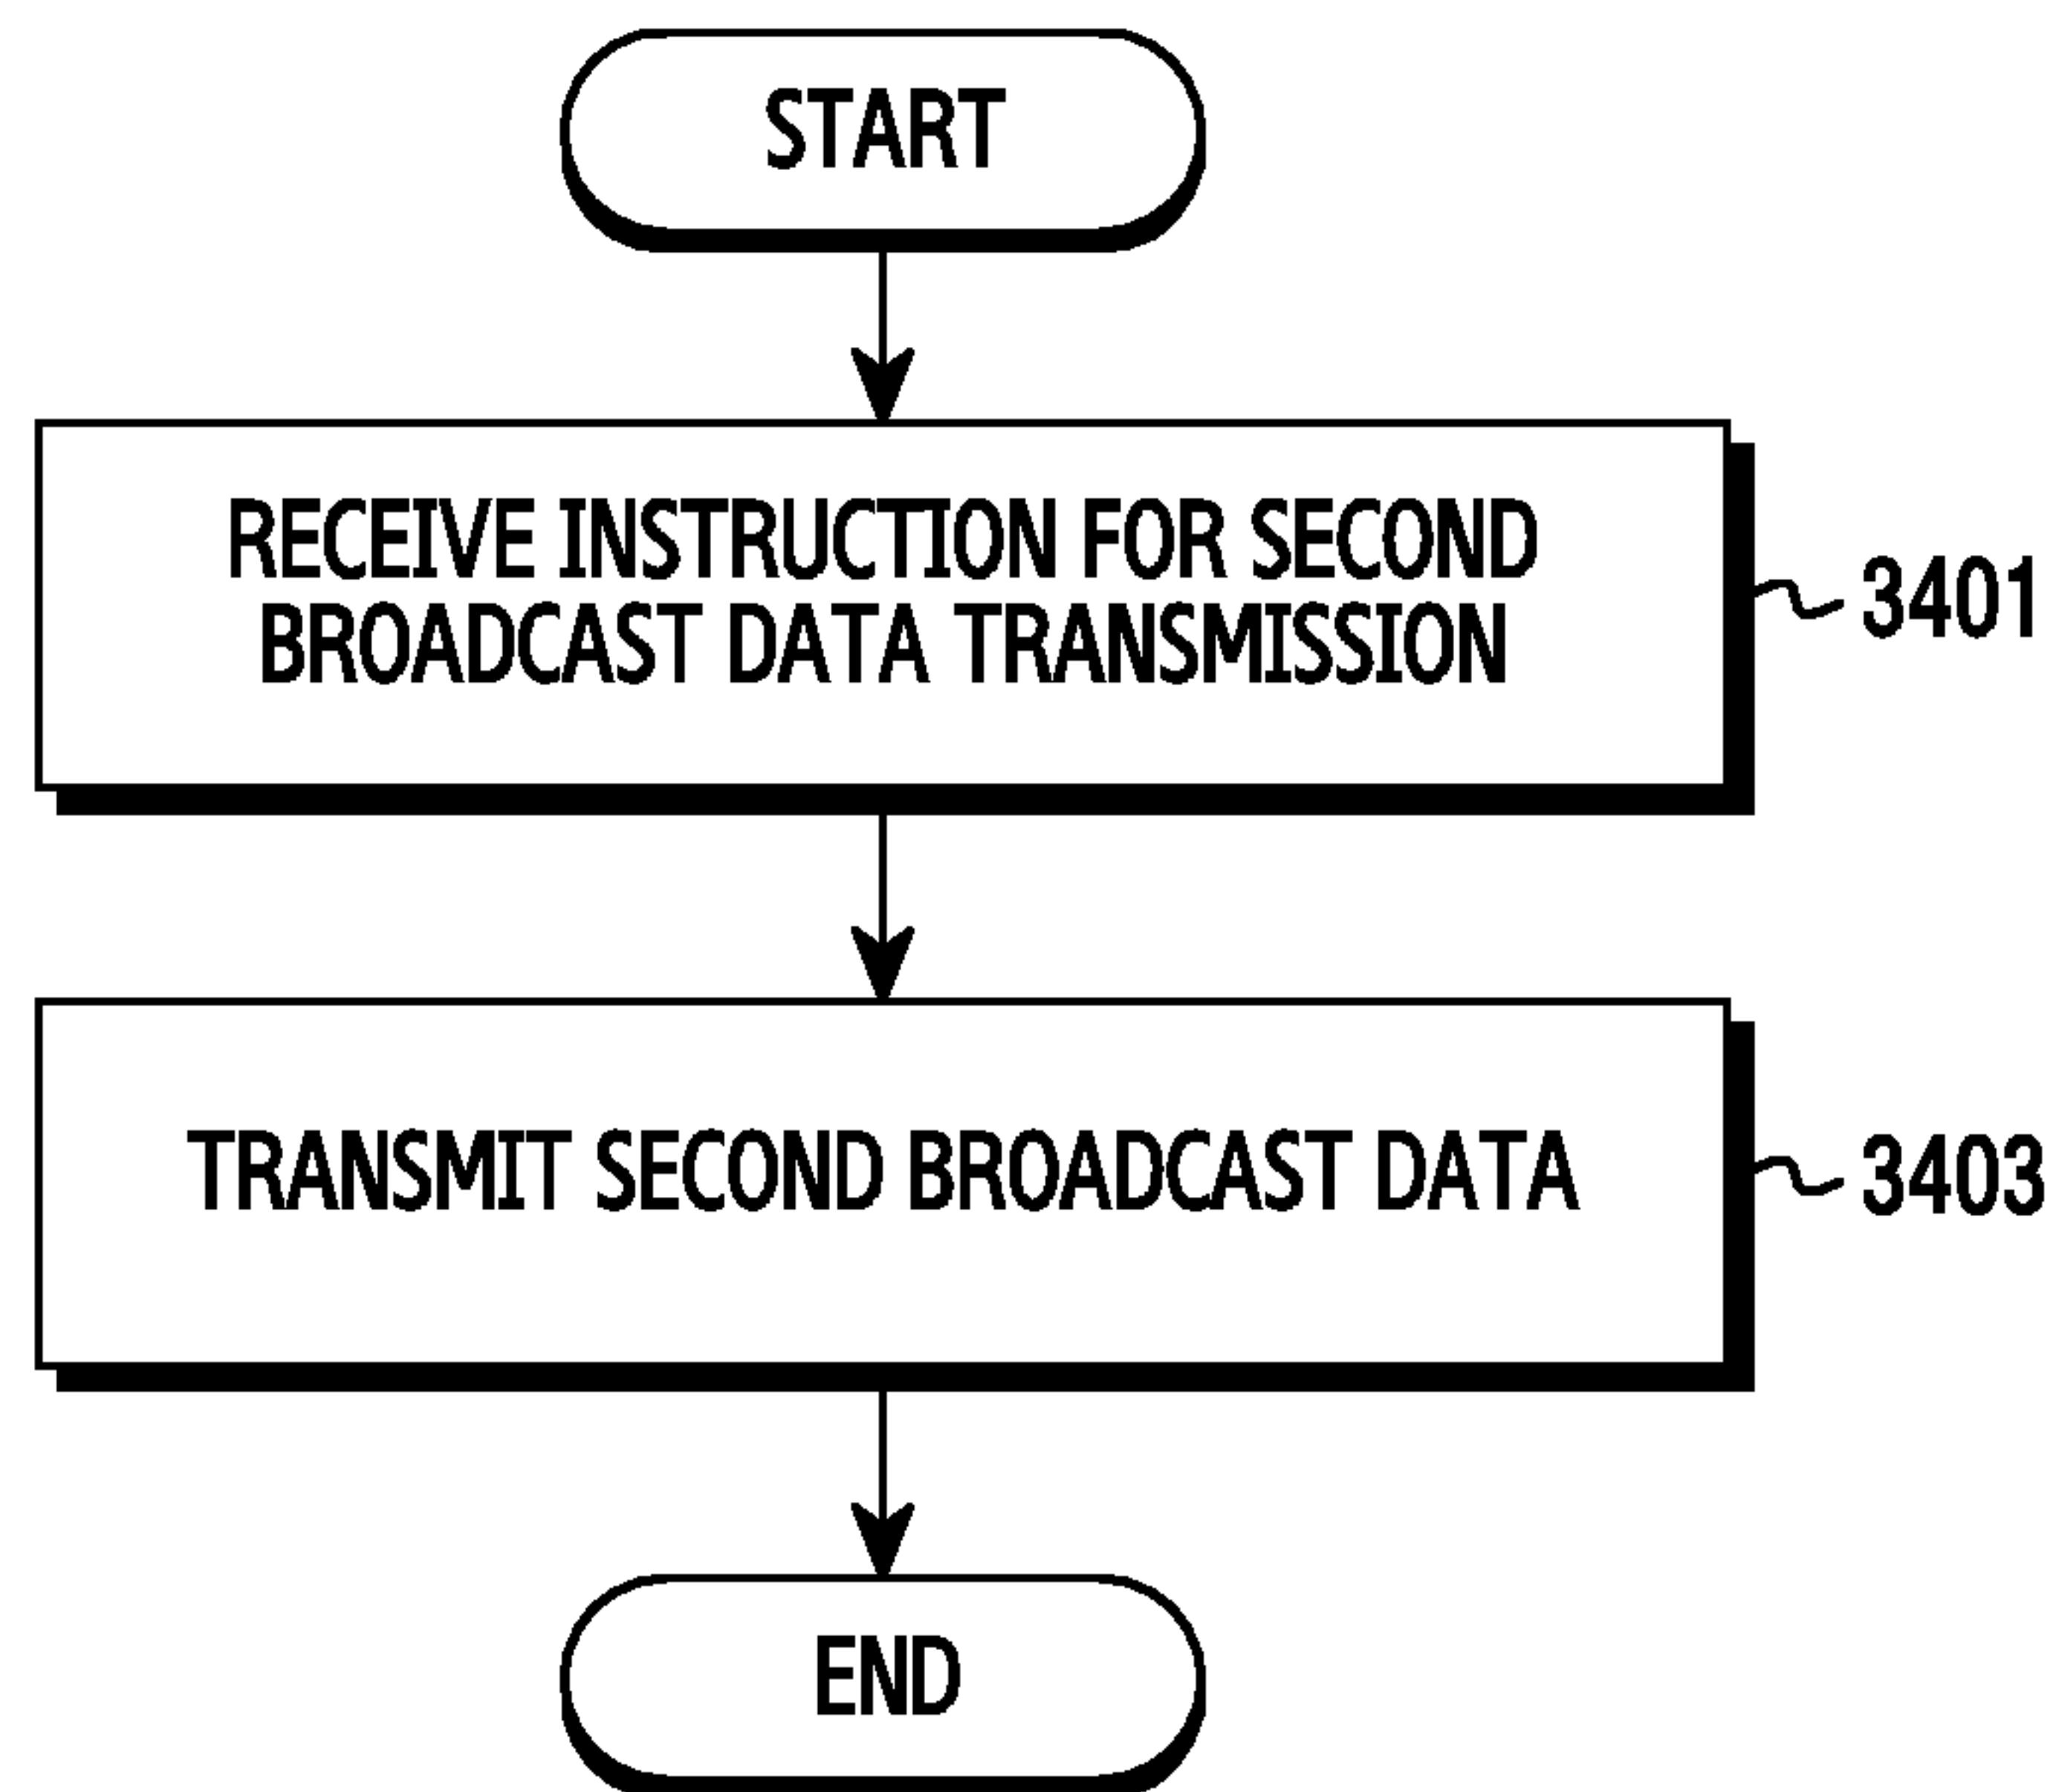 START
RECEIVE INSTRUCTION FOR SECOND
BROADCAST DATA TRANSMISSION
3401
TRANSMIT SECOND BROADCAST DATA
3403
END